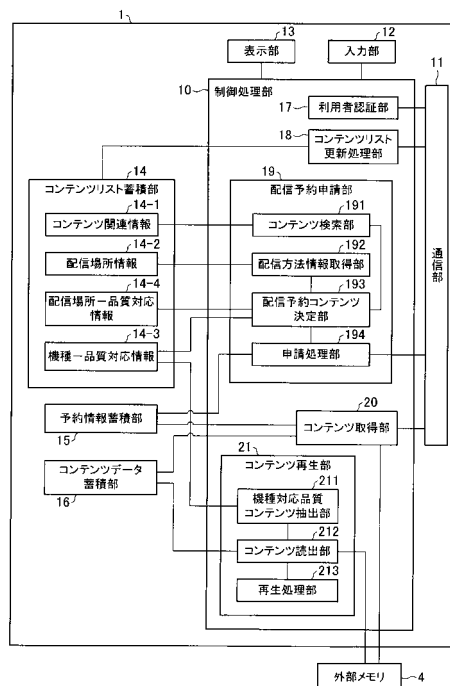 1
13
表示部
12
入力部
11
通信部
10
制御処理部
17
利用者認証部
18
コンテンツリスト
更新処理部
14
コンテンツリスト蓄積部
14-1
コンテンツ関連情報
14-2
配信場所情報
14-4
配信場所ー品質対応
情報
14-3
機種ー品質対応情報
19
配信予約申請部
191
コンテンツ検索部
192
配信方法情報取得部
193
配信予約コンテンツ
決定部
194
申請処理部
予約情報蓄積部
15
コンテンツデータ
蓄積部
16
20
コンテンツ取得部
21
コンテンツ再生部
211
機種対応品質
コンテンツ抽出部
212
コンテンツ読出部
213
再生処理部
外部メモリ
4